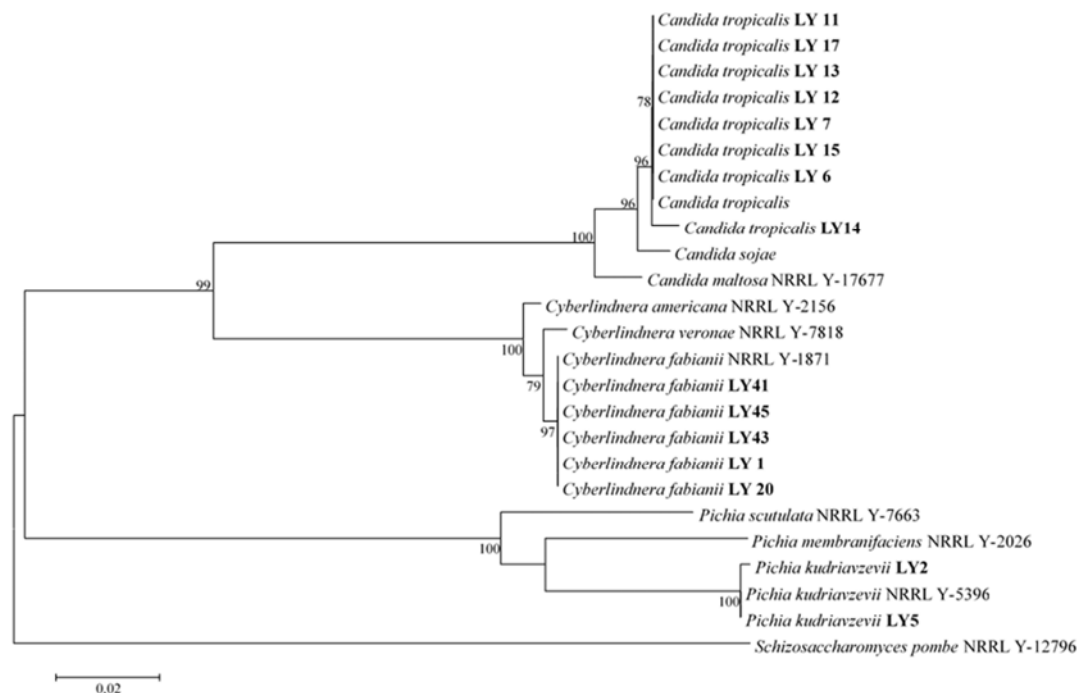 Candida tropicalis LY 11
Candida tropicalis LY 17
Candida tropicalis LY 13
78
Candida tropicalis LY 12
Candida tropicalis LY 7
Candida tropicalis LY 15
96
Candida tropicalis LY 6
96
Candida tropicalis
Candida tropicalis LY14
100
Candida sojae
99
Candida maltosa NRRL Y-17677
Cyberlindnera americana NRRL Y-2156
Cyberlindnera veronae NRRL Y-7818
100
Cyberlindnera fabianii NRRL Y-1871
79
Cyberlindnera fabianii LY41
Cyberlindnera fabianii LY45
97
Cyberlindnera fabianii LY43
Cyberlindnera fabianii LY 1
Cyberlindnera fabianii LY 20
Pichia scutulata NRRL Y-7663
100
Pichia membranifaciens NRRL Y-2026
Pichia kudriavzevii LY2
100
Pichia kudriavzevii NRRL Y-5396
Pichia kudriavzevii LY5
Schizosaccharomyces pombe NRRL Y-12796
0.02